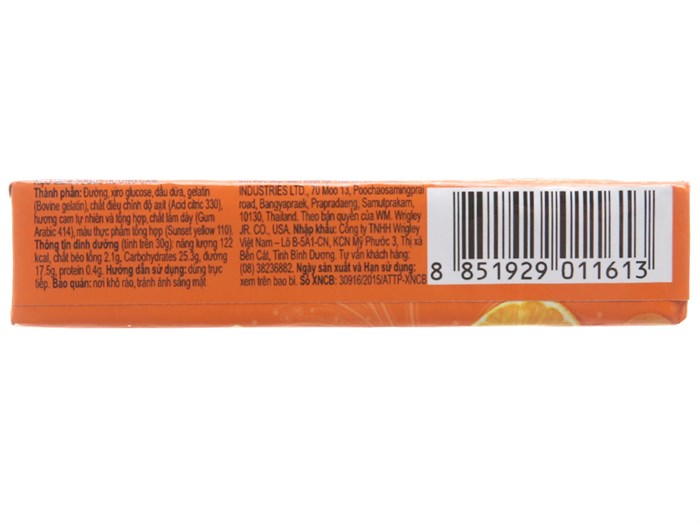 Thành phần: Đường, xiro glucose, dầu dừa, gelatin
(Bovine gelatin), chất điều chỉnh độ axit (Acid citric 330),
hương cam tự nhiên và tổng hợp, chất làm dày (Gum
Arabic 414), màu thực phẩm tổng hợp (Sunset yellow 110).
Thông tin dinh dưỡng (tính trên 30g): năng lượng 122
kcal, chất béo tổng 2.1g, Carbohydrates 25.3g, đường
17.5g, protein 0.4g. Hướng dẫn sử dụng: dùng trực
tiếp. Bảo quản: nơi khô ráo, tránh ánh sáng mặt
INDUSTRIES LTD., 70 Moo 13, Poochaosamingprai
road, Bangyapraek, Prapradaeng, Samutprakarn,
10130, Thailand. Theo bản quyền của WM. Wrigley
JR. CO., USA. Nhập khẩu: Công ty TNHH Wrigley
Việt Nam – Lô B-5A1-CN, KCN Mỹ Phước 3, Thị xã
Bến Cát, Tỉnh Bình Dương. Tư vấn khách hàng:
(08) 38236882. Ngày sản xuất và Hạn sử dụng:
xem trên bao bì. Số XNCB: 30916/2015/ATTP-XNCB
8 851929 011613